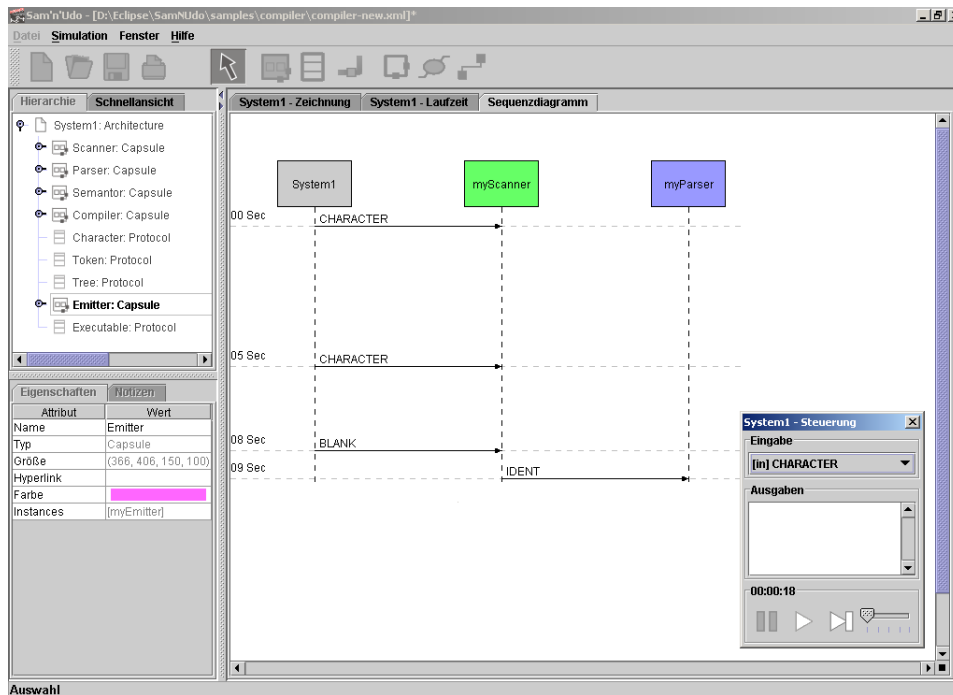 Sam'n'Udo - [D:\Eclipse\SamNUdo\samples\compiler\compiler-new.xml]*
Datei Simulation Fenster Hilfe
Hierarchie Schnellansicht
System1: Architecture
Scanner: Capsule
Parser: Capsule
Semantor: Capsule
Compiler: Capsule
Character: Protocol
Token: Protocol
Tree: Protocol
Emitter: Capsule
Executable: Protocol
Eigenschaften Notizen
Attribut Wert
Name Emitter
Typ Capsule
Größe (366, 406, 150, 100)
Hyperlink
Farbe
Instances [myEmitter]
System1 - Zeichnung System1 - Laufzeit Sequenzdiagramm
System1 myScanner myParser
00 Sec CHARACTER
05 Sec CHARACTER
08 Sec BLANK
09 Sec IDENT
System1 - Steuerung
Eingabe
[in] CHARACTER
Ausgaben
00:00:18
Auswahl